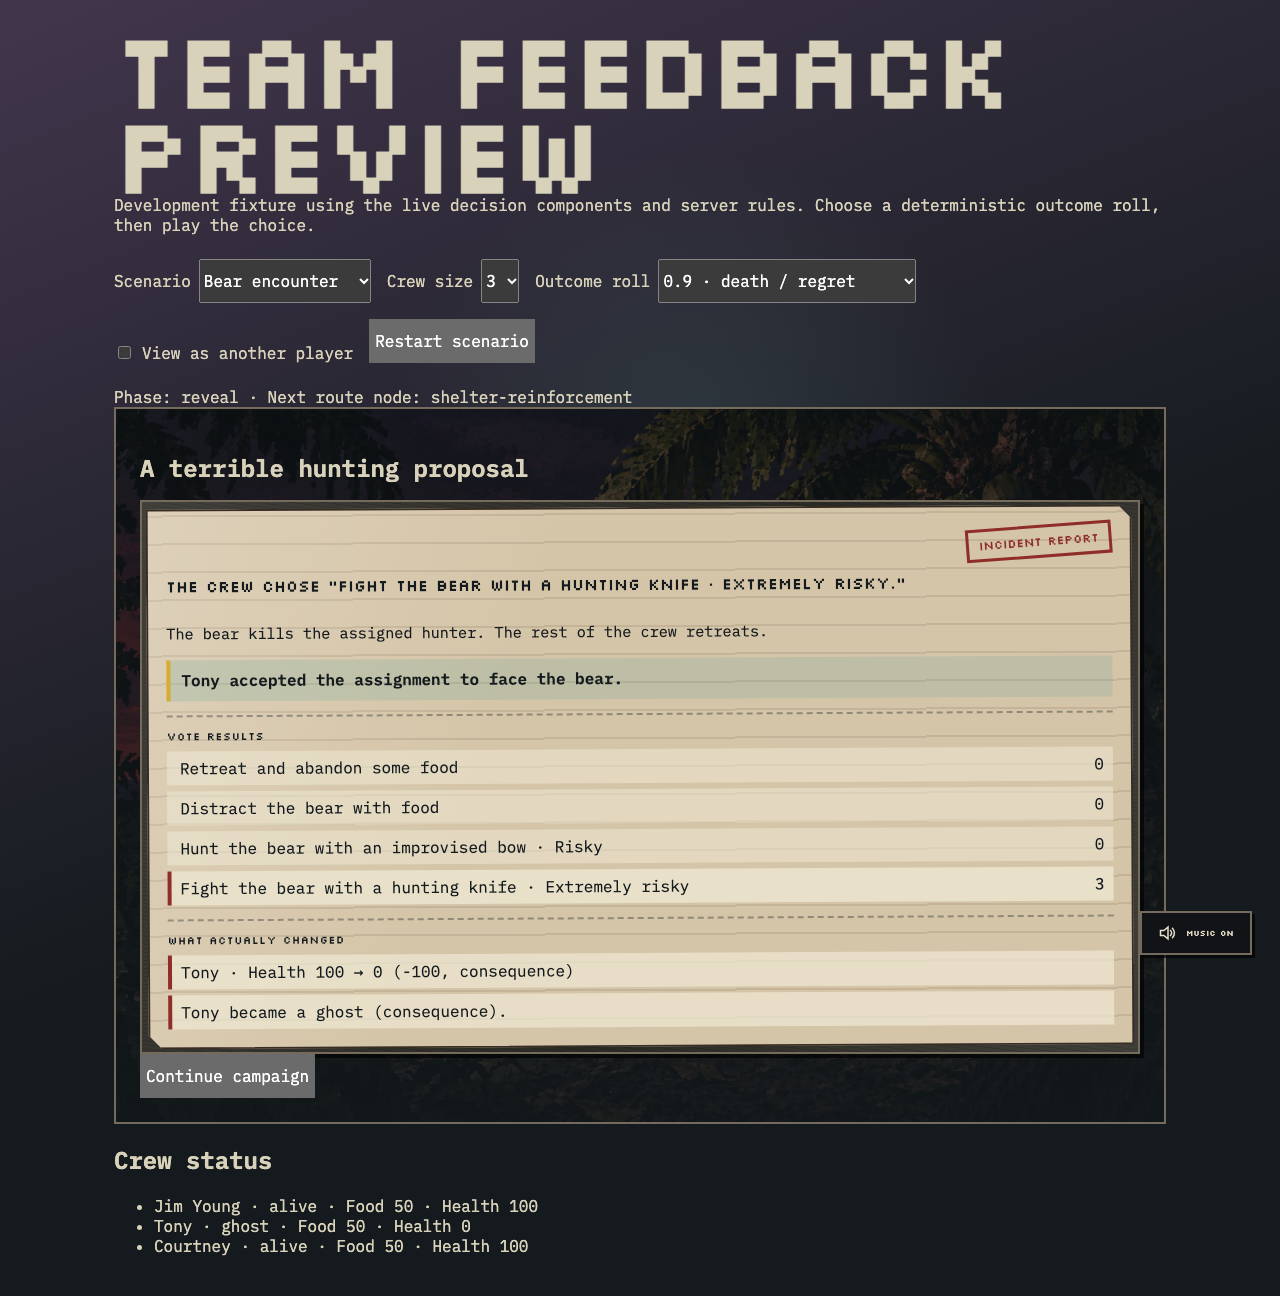 TEAM FEEDBACK
PREVIEW
Development fixture using the live decision components and server rules. Choose a deterministic outcome roll,
then play the choice.
Scenario Bear encounter Crew size 3 Outcome roll 0.9 · death / regret
View as another player Restart scenario
Phase: reveal · Next route node: shelter-reinforcement
A terrible hunting proposal
INCIDENT REPORT
THE CREW CHOSE "FIGHT THE BEAR WITH A HUNTING KNIFE · EXTREMELY RISKY."
The bear kills the assigned hunter. The rest of the crew retreats.
Tony accepted the assignment to face the bear.
VOTE RESULTS
Retreat and abandon some food 0
Distract the bear with food 0
Hunt the bear with an improvised bow · Risky 0
Fight the bear with a hunting knife · Extremely risky 3
MUSIC ON
WHAT ACTUALLY CHANGED
Tony · Health 100 → 0 (-100, consequence)
Tony became a ghost (consequence).
Continue campaign
Crew status
• Jim Young · alive · Food 50 · Health 100
• Tony · ghost · Food 50 · Health 0
• Courtney · alive · Food 50 · Health 100